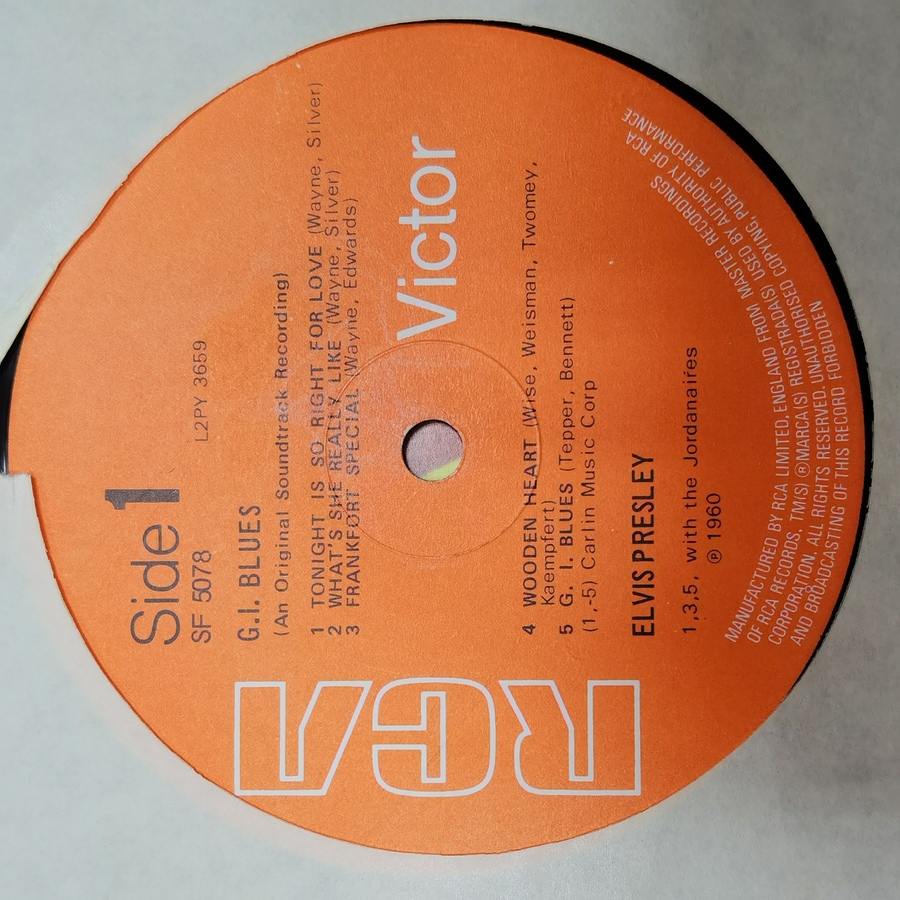 Side 1
SF 5078
L2PY 3659
G.I. BLUES
(An Original Soundtrack Recording)
1 TONIGHT IS SO RIGHT FOR LOVE (Wayne, Silver)
2 WHAT'S SHE REALLY LIKE (Wayne, Silver)
3 FRANKFORT SPECIAL (Wayne, Edwards)
Victor
4 WOODEN HEART (Wise, Weisman, Twomey,
Kaempfert)
5 G. I. BLUES (Tepper, Bennett)
(1,-5) Carlin Music Corp
ELVIS PRESLEY
1,3,5, with the Jordanaires
℗ 1960
RCA
MANUFACTURED BY RCA LIMITED, ENGLAND FROM MASTER RECORDINGS
OF RCA RECORDS. TM(S) ® MARCA(S) REGISTRADA(S) USED BY AUTHORITY OF RCA
CORPORATION. ALL RIGHTS RESERVED. UNAUTHORISED COPYING, PUBLIC PERFORMANCE
AND BROADCASTING OF THIS RECORD FORBIDDEN